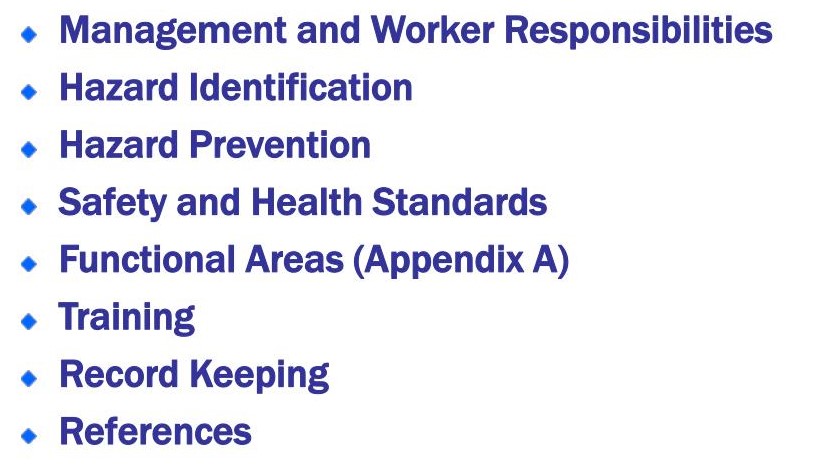 Management and Worker Responsibilities
Hazard Identification
Hazard Prevention
Safety and Health Standards
Functional Areas (Appendix A)
Training
Record Keeping
References